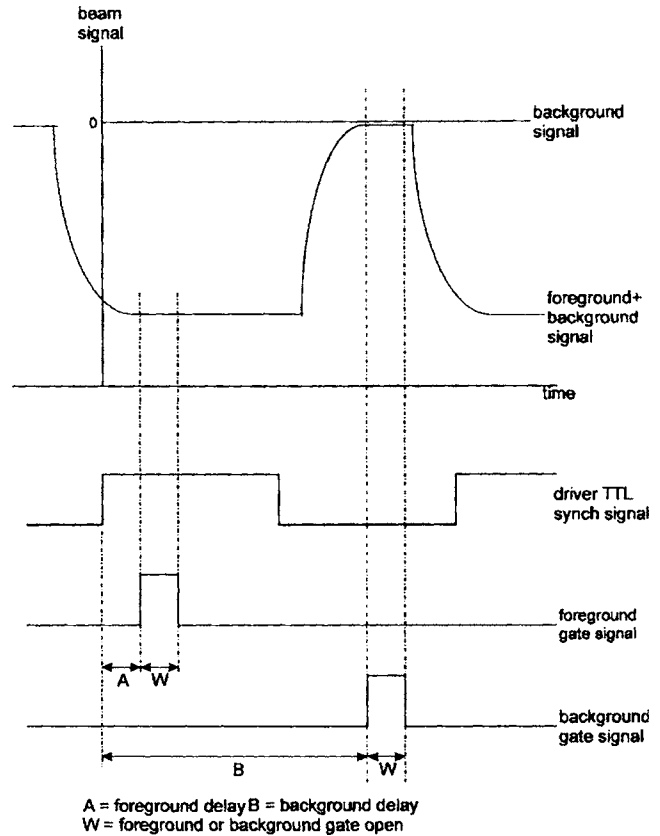 beam
signal
0
background
signal
foreground+
background
signal
time
driver TTL
synch signal
foreground
gate signal
A
W
background
gate signal
B
W
A = foreground delay B = background delay
W = foreground or background gate open